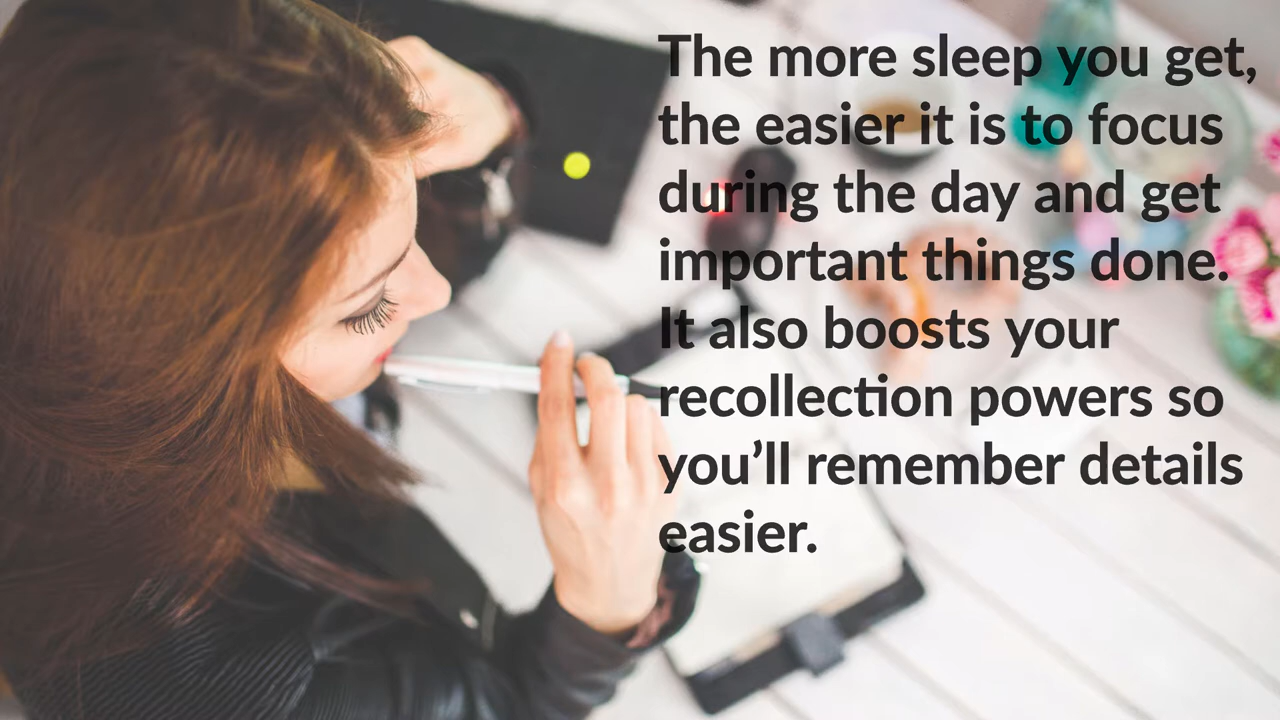 The more sleep you get,
the easier it is to focus
during the day and get
important things done.
It also boosts your
recollection powers so
you’ll remember details
easier.